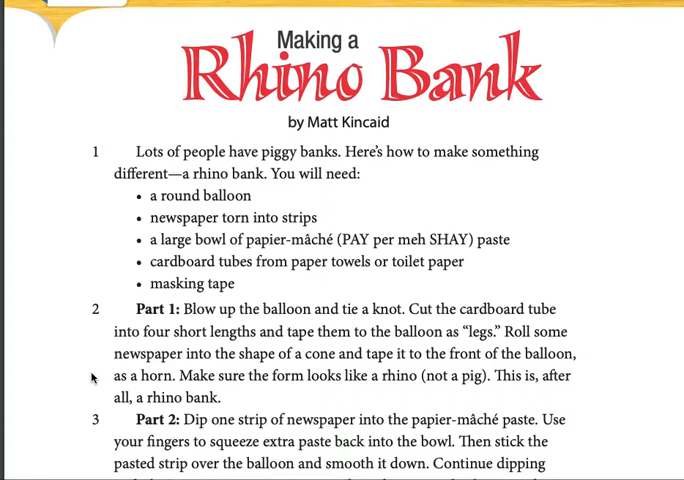 Making a
Rhino Bank
by Matt Kincaid
1 Lots of people have piggy banks. Here's how to make something
different—a rhino bank. You will need:
• a round balloon
• newspaper torn into strips
• a large bowl of papier-mâché (PAY per meh SHAY) paste
• cardboard tubes from paper towels or toilet paper
• masking tape
2 Part 1: Blow up the balloon and tie a knot. Cut the cardboard tube
into four short lengths and tape them to the balloon as “legs.” Roll some
newspaper into the shape of a cone and tape it to the front of the balloon,
as a horn. Make sure the form looks like a rhino (not a pig). This is, after
all, a rhino bank.
3 Part 2: Dip one strip of newspaper into the papier-mâché paste. Use
your fingers to squeeze extra paste back into the bowl. Then stick the
pasted strip over the balloon and smooth it down. Continue dipping